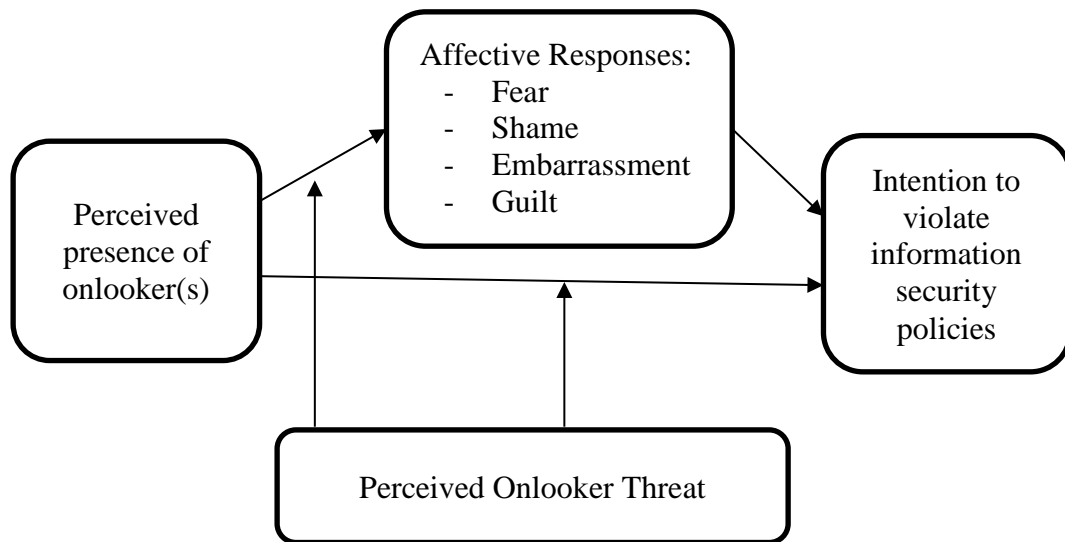 Affective Responses:
- Fear
- Shame
- Embarrassment
- Guilt
Perceived
presence of
onlooker(s)
Intention to
violate
information
security
policies
Perceived Onlooker Threat